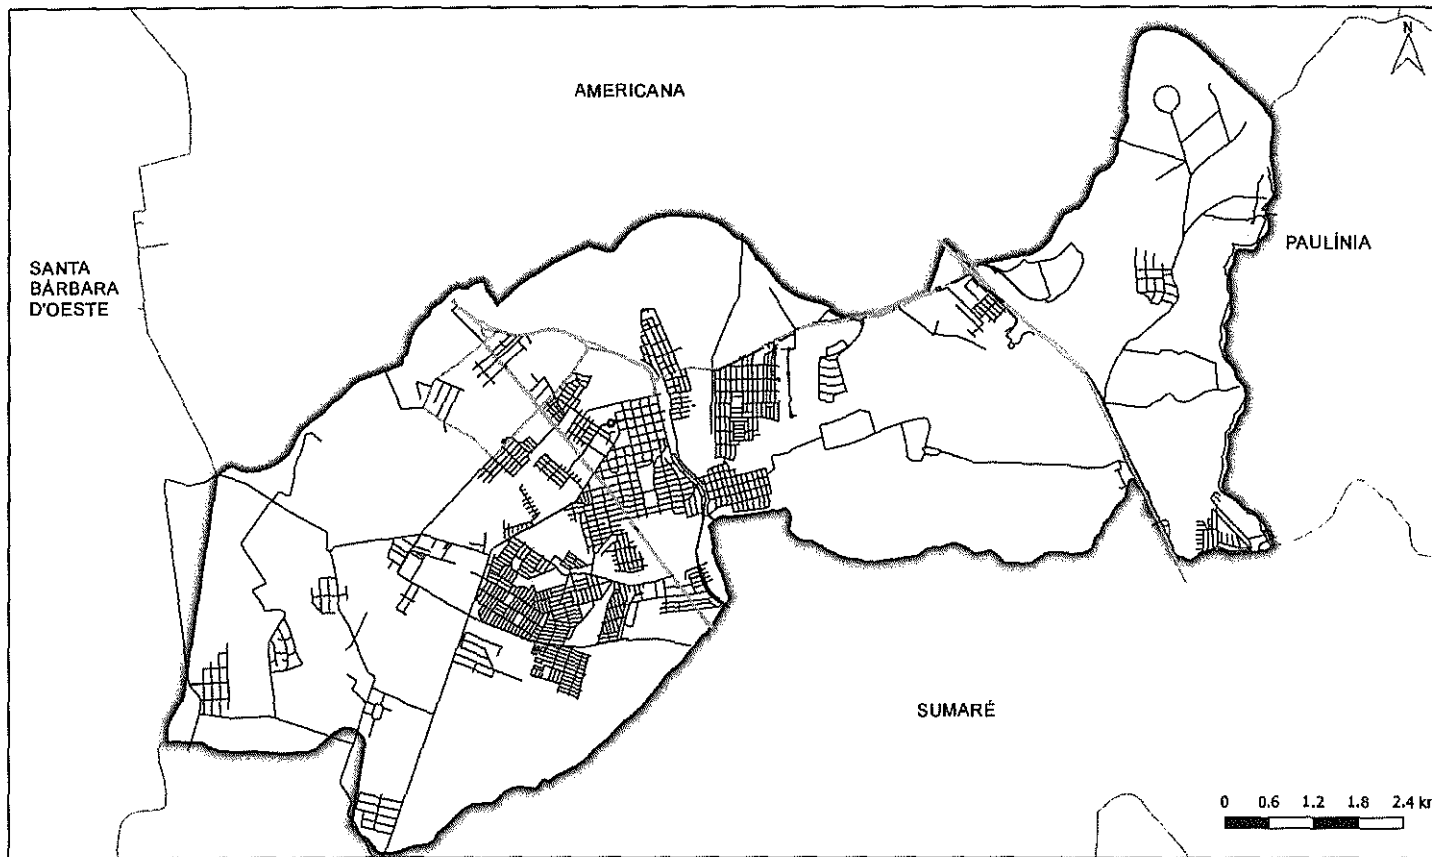 AMERICANA
N
PAULÍNIA
SANTA
BÁRBARA
D'OESTE
SUMARÉ
0 0.6 1.2 1.8 2.4 km